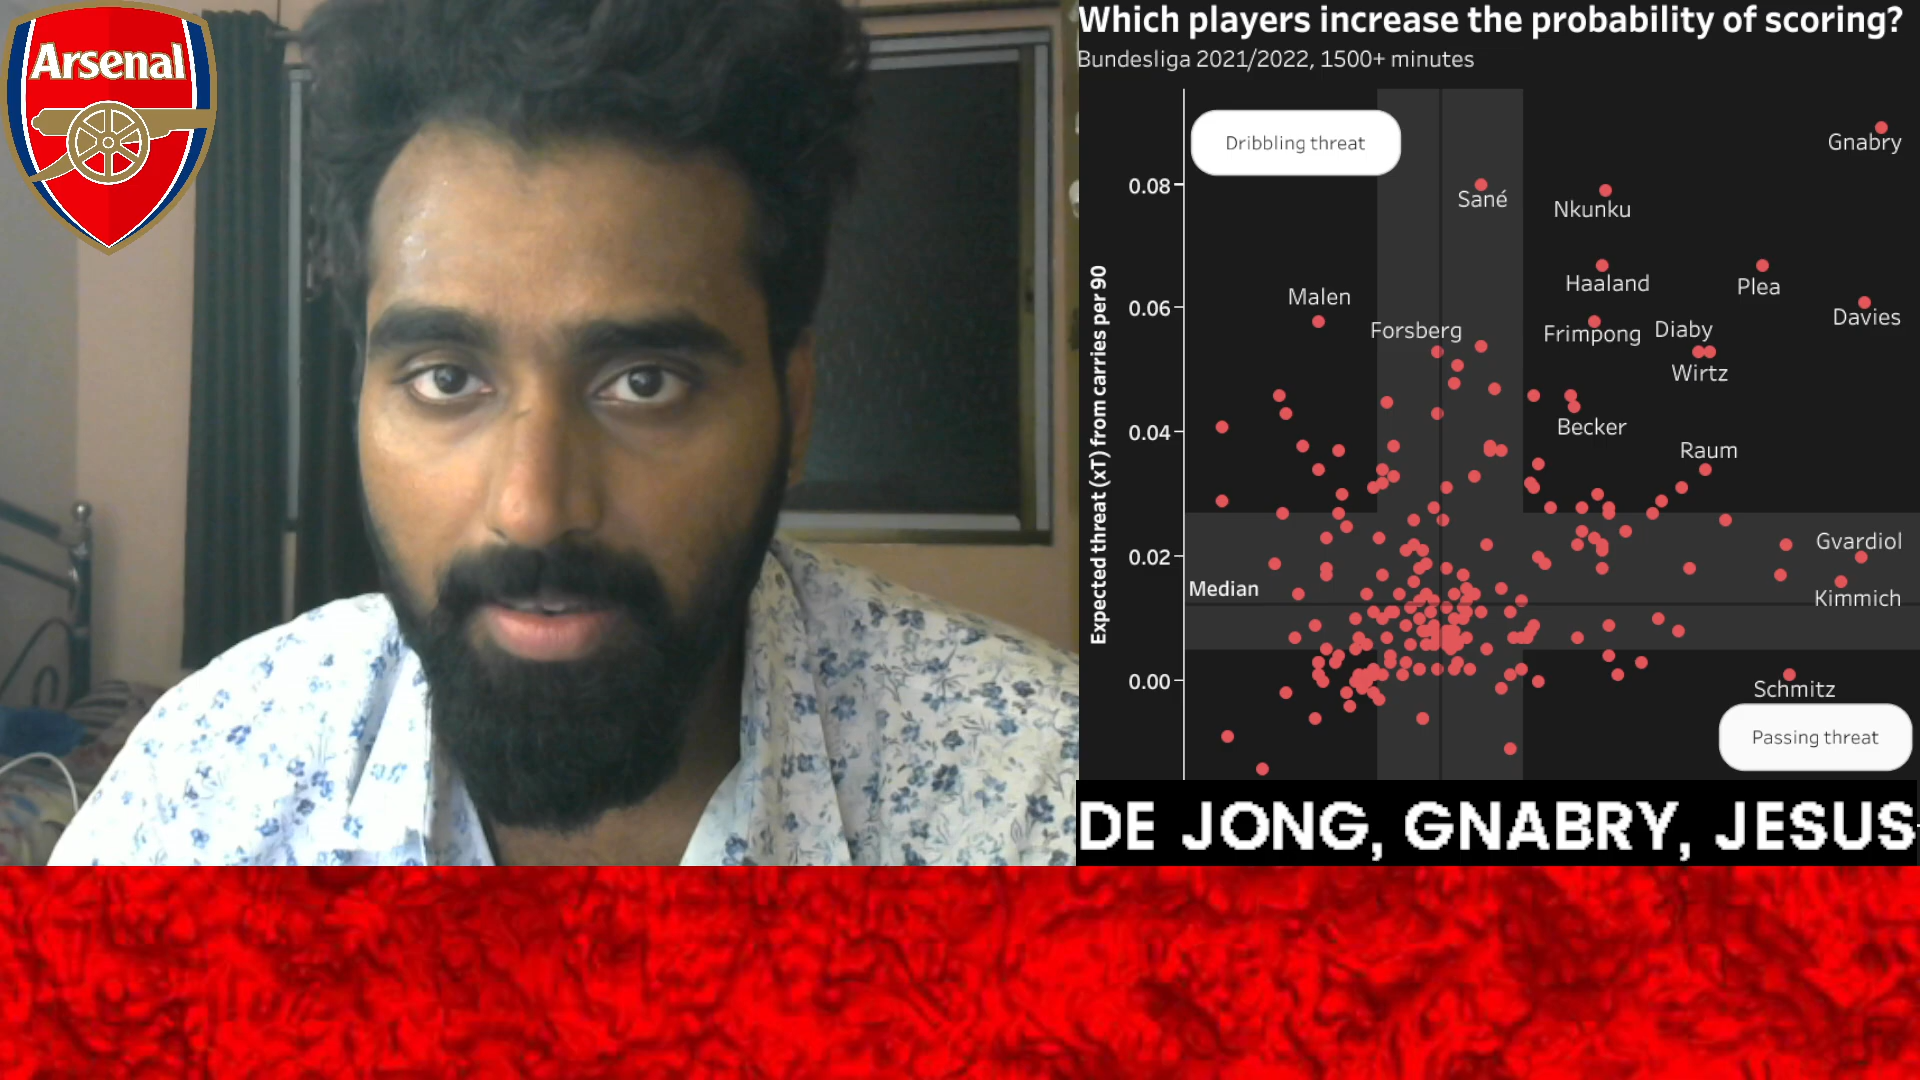 Arsenal
Which players increase the probability of scoring?
Bundesliga 2021/2022, 1500+ minutes
Dribbling threat
Gnabry
0.08
Sané
Nkunku
Haaland
Plea
Malen
0.06
Davies
Forsberg
Frimpong
Diaby
Wirtz
Expected threat (xT) from carries per 90
0.04
Becker
Raum
0.02
Gvardiol
Median
Kimmich
0.00
Schmitz
Passing threat
DE JONG, GNABRY, JESUS